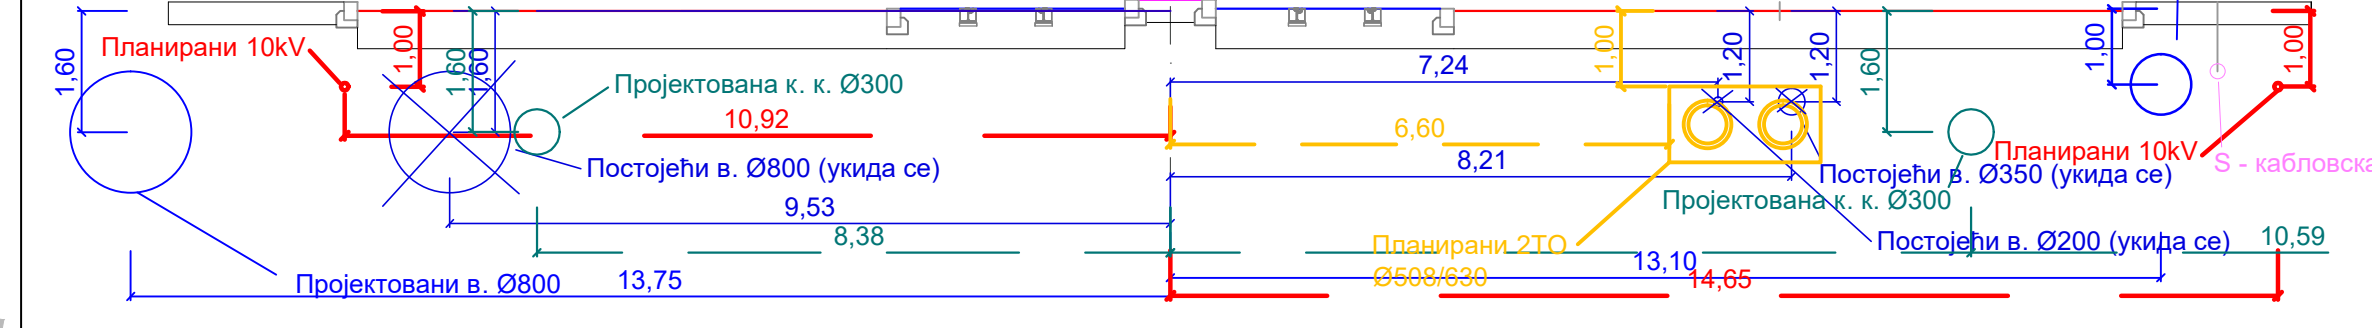 1,60
Планирани 10kV
1,00
1,60
1,60
Пројектована к. к. Ø300
10,92
Постојећи в. Ø800 (укида се)
9,53
8,38
Пројектовани в. Ø800
13,75
7,24
1,00
1,20
1,20
1,60
1,00
1,00
6,60
8,21
Планирани 10kV
S - кабловска
Постојећи в. Ø350 (укида се)
Пројектована к. к. Ø300
Планирани 2ТО
Ø508/630
Постојећи в. Ø200 (укида се)
10,59
13,10
14,65